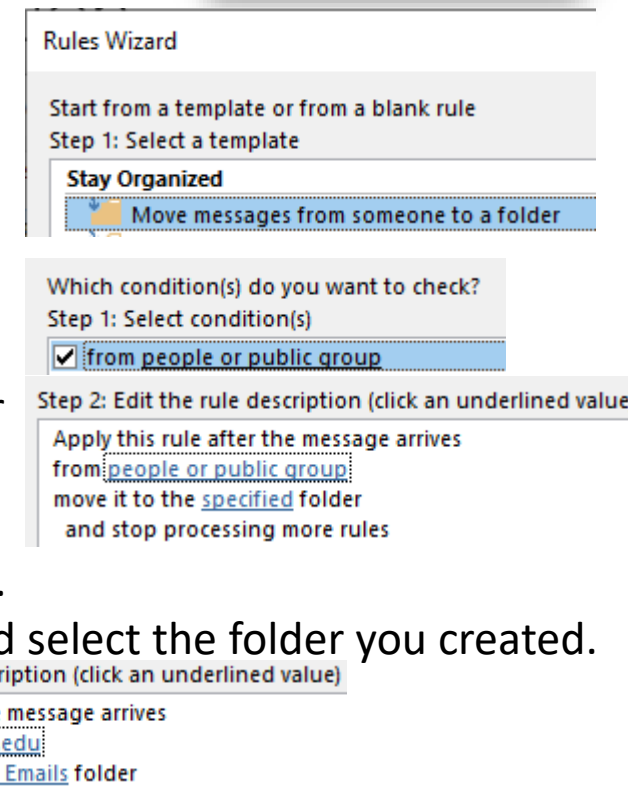 Rules Wizard
Start from a template or from a blank rule
Step 1: Select a template
Stay Organized
Move messages from someone to a folder
Which condition(s) do you want to check?
Step 1: Select condition(s)
from people or public group
Step 2: Edit the rule description (click an underlined value
Apply this rule after the message arrives
from people or public group
move it to the specified folder
and stop processing more rules
.
select the folder you created.
(click an underlined value)
message arrives
edu
Emails folder